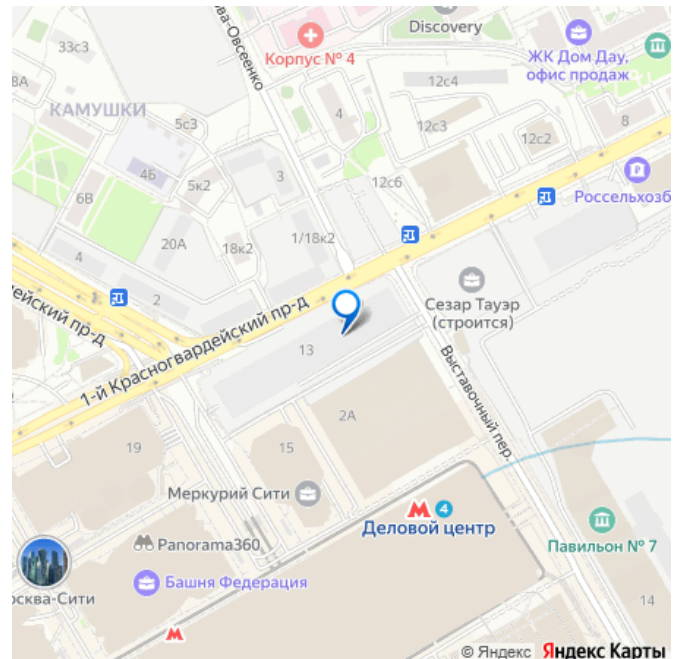 33с3
ова-Овсеенко
Корпус № 4
Discovery
ЖК Дом Дау,
офис продаж
8А
КАМУШКИ
5с3
4
12с4
12с3
12с2
8
4Б
5к2
3
12с6
6В
Россельхозб
20А
18к2
1/18к2
4
2
ейский пр-д
1-й Красногвардейский пр-д
Сезар Тауэр
(строится)
13
Выставочный пер.
2А
19
15
Меркурий Сити
4
Деловой центр
Panorama360
Павильон № 7
Башня Федерация
осква-Сити
14
© Яндекс Яндекс Карты